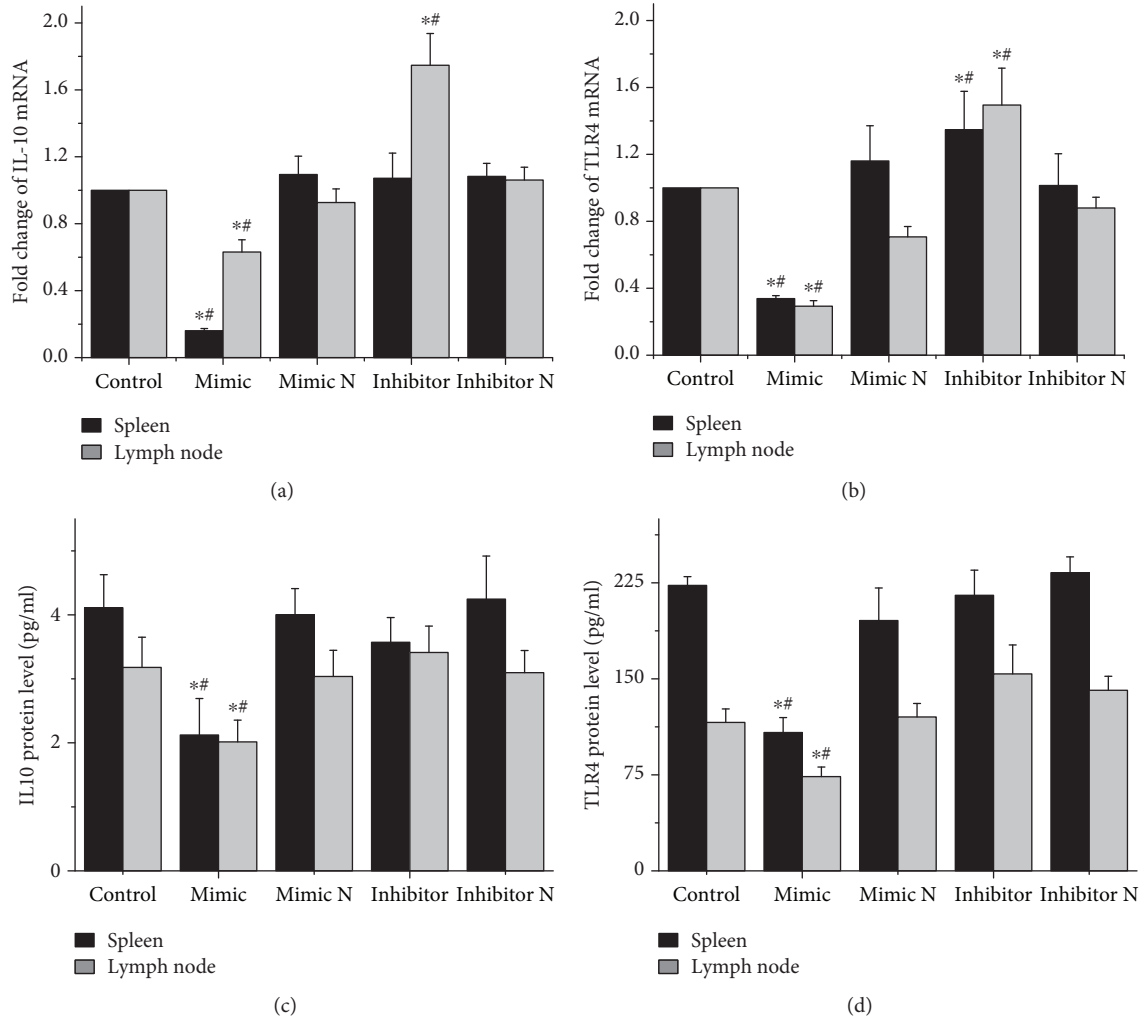 Fold change of IL-10 mRNA
2.0
1.6
1.2
0.8
0.4
0.0
*#
*#
*#
Control Mimic Mimic N Inhibitor Inhibitor N
Spleen
Lymph node
(a)
Fold change of TLR4 mRNA
2.0
1.6
1.2
0.8
0.4
0.0
*#
*#
*#
*#
Control Mimic Mimic N Inhibitor Inhibitor N
Spleen
Lymph node
(b)
IL10 protein level (pg/ml)
4
2
0
*#
*#
Control Mimic Mimic N Inhibitor Inhibitor N
Spleen
Lymph node
(c)
TLR4 protein level (pg/ml)
225
150
75
0
*#
*#
Control Mimic Mimic N Inhibitor Inhibitor N
Spleen
Lymph node
(d)